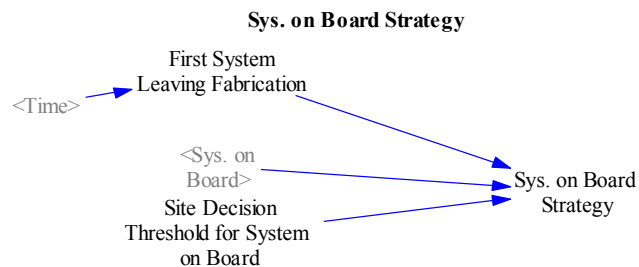 Sys. on Board Strategy
First System
Leaving Fabrication
<Time>
<Sys. on
Board>
Sys. on Board
Strategy
Site Decision
Threshold for System
on Board